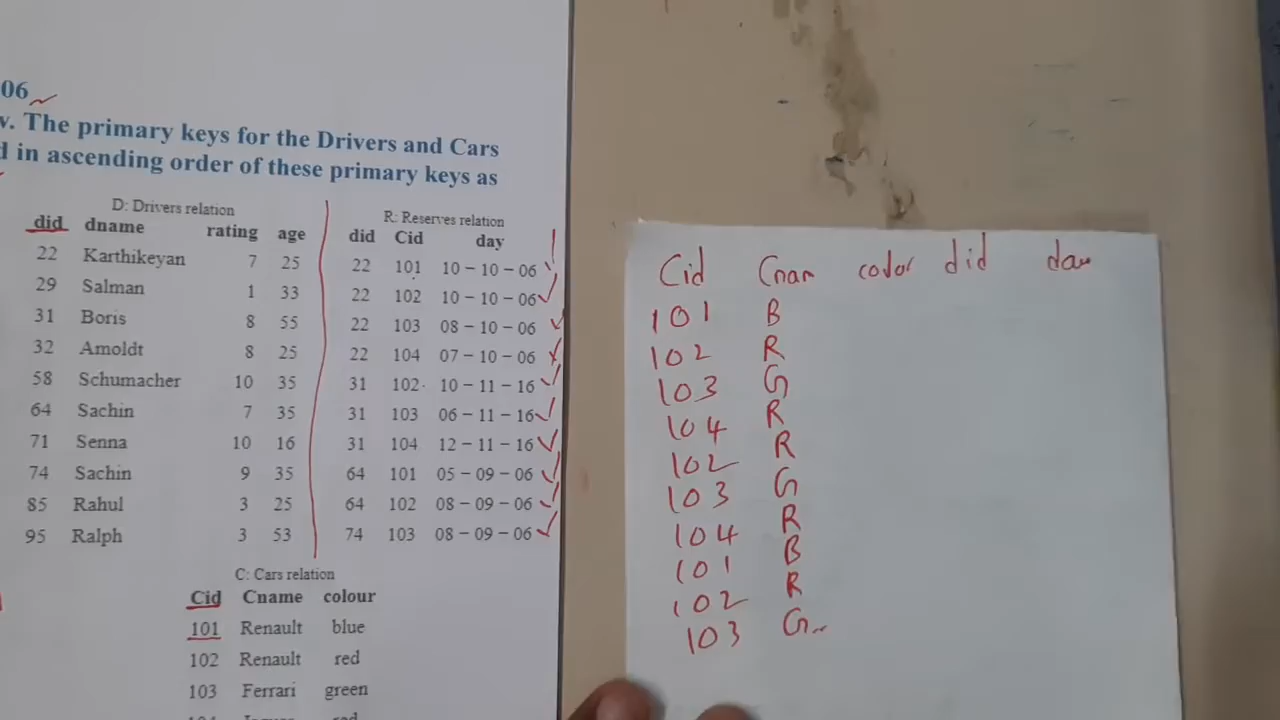 06
v. The primary keys for the Drivers and Cars
d in ascending order of these primary keys as
D: Drivers relation
did dname rating age
22 Karthikeyan 7 25
29 Salman 1 33
31 Boris 8 55
32 Amoldt 8 25
58 Schumacher 10 35
64 Sachin 7 35
71 Senna 10 16
74 Sachin 9 35
85 Rahul 3 25
95 Ralph 3 53
R: Reserves relation
did Cid day
22 101 10 - 10 - 06
22 102 10 - 10 - 06
22 103 08 - 10 - 06
22 104 07 - 10 - 06
31 102 10 - 11 - 16
31 103 06 - 11 - 16
31 104 12 - 11 - 16
64 101 05 - 09 - 06
64 102 08 - 09 - 06
74 103 08 - 09 - 06
C: Cars relation
Cid Cname colour
101 Renault blue
102 Renault red
103 Ferrari green
Cid Cnam color did
101 B
102 R
103 G
104 R
102 R
103 G
104 R
101 B
102 R
103 G